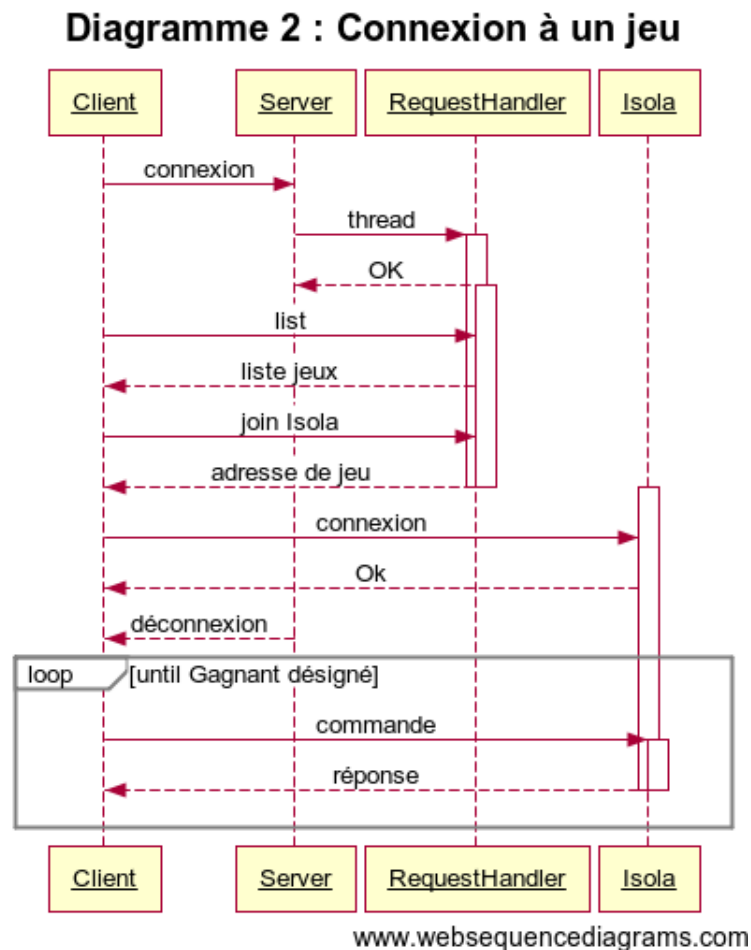 Diagramme 2 : Connexion à un jeu
Client Server RequestHandler Isola
connexion
thread
OK
list
liste jeux
join Isola
adresse de jeu
connexion
Ok
déconnexion
loop [until Gagnant désigné]
commande
réponse
Client Server RequestHandler Isola
www.websequencediagrams.com